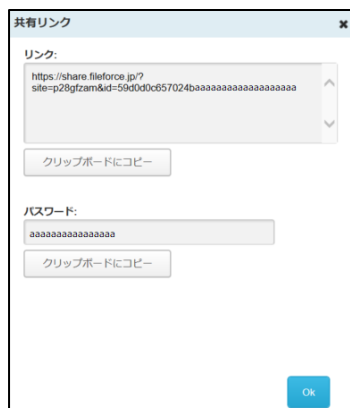 共有リンク
リンク:
https://share.fileforce.jp/?
site=p28gfzam&id=59d0d0c657024baaaaaaaaaaaaaaaaaaa
クリップボードにコピー
パスワード:
aaaaaaaaaaaaaaaa
クリップボードにコピー
Ok